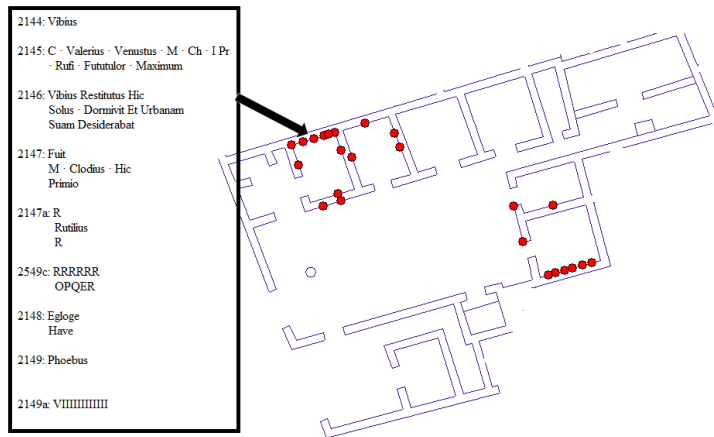 2144: Vibius
2145: C · Valerius · Venustus · M · Ch · I Pr
· Rufi · Fututulor · Maximum
2146: Vibius Restitutus Hic
Solus · Dormivit Et Urbanam
Suam Desiderabat
2147: Fuit
M · Clodius · Hic
Primio
2147a: R
Rutilius
R
2549c: RRRRRR
OPQER
2148: Egloge
Have
2149: Phoebus
2149a: VIIIIIIIIIIII